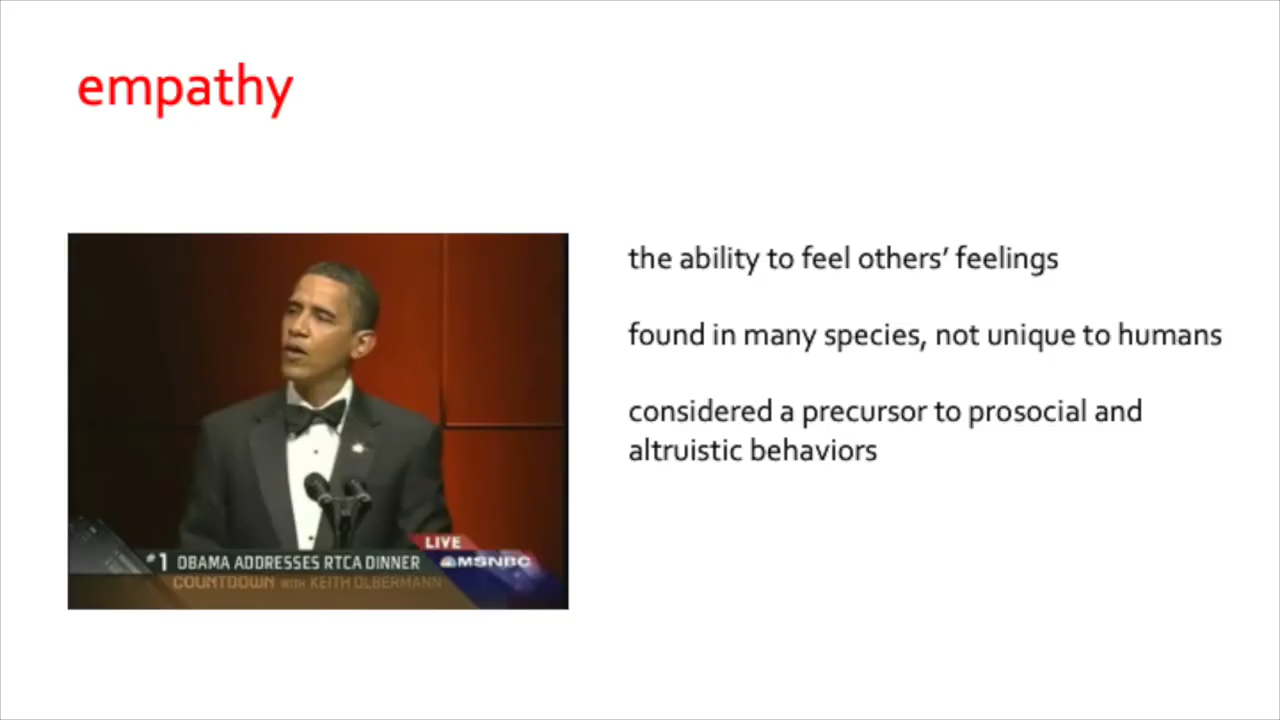 empathy
the ability to feel others’ feelings
found in many species, not unique to humans
considered a precursor to prosocial and
altruistic behaviors
LIVE
#1 OBAMA ADDRESSES RTCA DINNER
MSNBC
COUNTDOWN WITH KEITH OLBERMANN